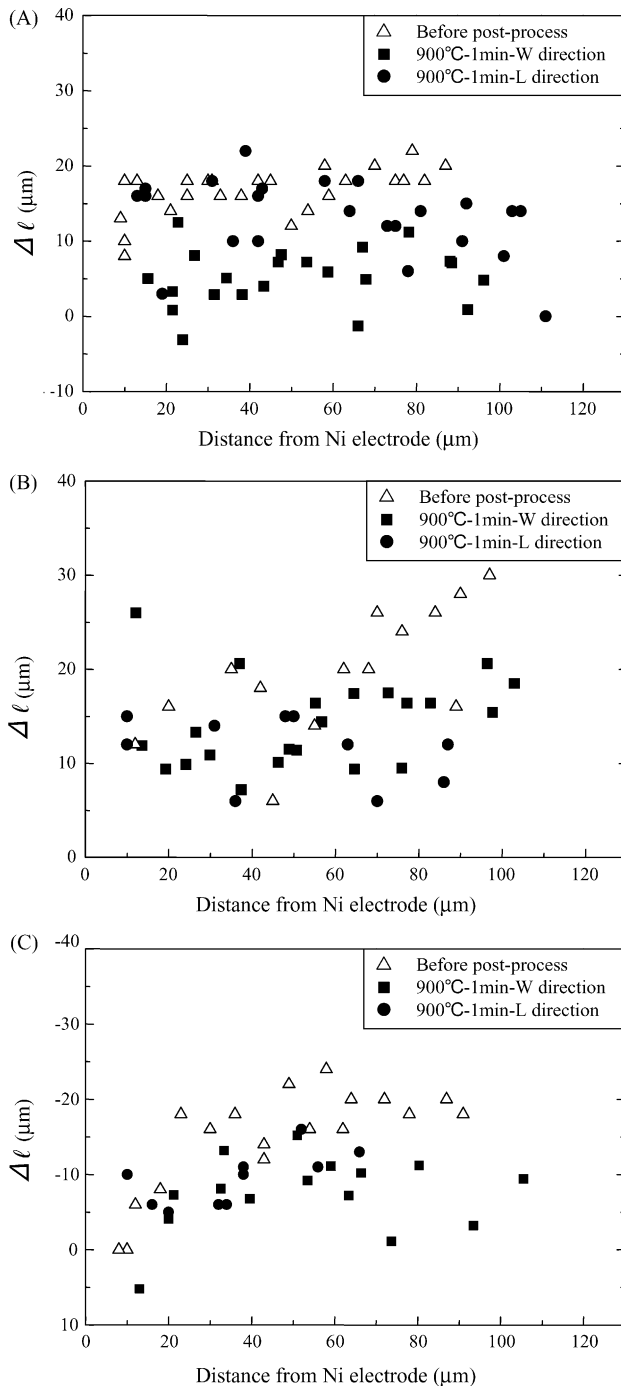 (A)
40
30
20
10
0
-10
Δℓ (μm)
Before post-process
900℃-1min-W direction
900℃-1min-L direction
0 20 40 60 80 100 120
Distance from Ni electrode (μm)
(B)
40
30
20
10
0
Δℓ (μm)
Before post-process
900℃-1min-W direction
900℃-1min-L direction
0 20 40 60 80 100 120
Distance from Ni electrode (μm)
(C)
-40
-30
-20
-10
0
10
Δℓ (μm)
Before post-process
900℃-1min-W direction
900℃-1min-L direction
0 20 40 60 80 100 120
Distance from Ni electrode (μm)